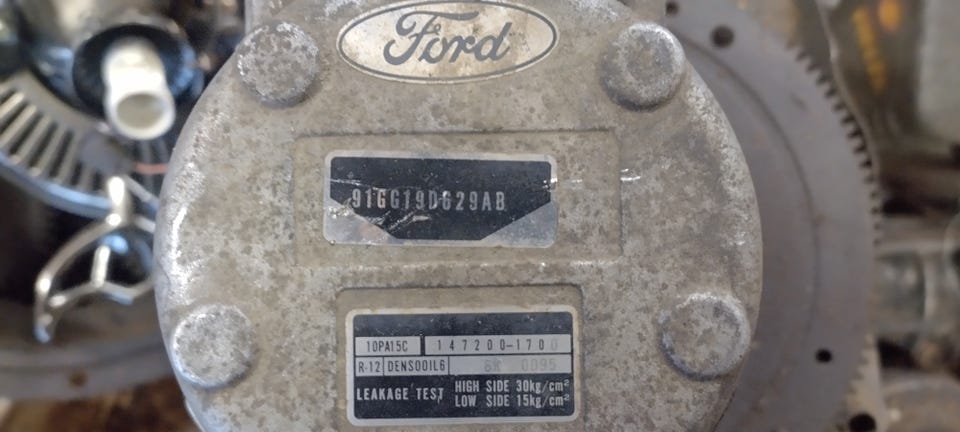 Ford
91GG19D629AB
10PA15C 147200-1700
R-12 DENSOOIL6 0095
LEAKAGE TEST HIGH SIDE 30kg/cm²
LOW SIDE 15kg/cm²